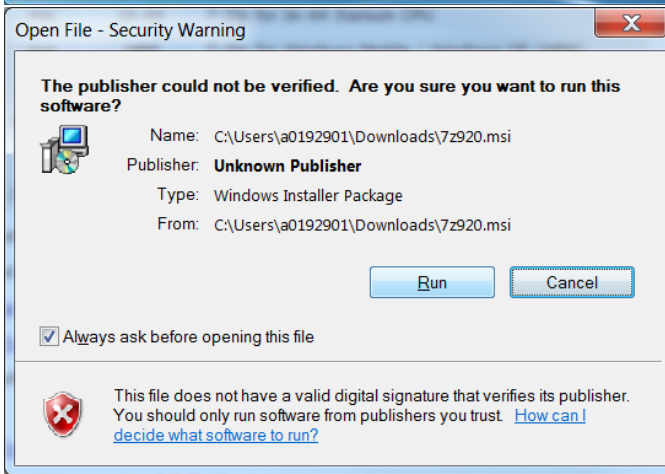 Open File - Security Warning
The publisher could not be verified.  Are you sure you want to run this
software?
Name: C:\Users\a0192901\Downloads\7z920.msi
Publisher: Unknown Publisher
Type: Windows Installer Package
From: C:\Users\a0192901\Downloads\7z920.msi
Run Cancel
Always ask before opening this file
This file does not have a valid digital signature that verifies its publisher.
You should only run software from publishers you trust. How can I
decide what software to run?